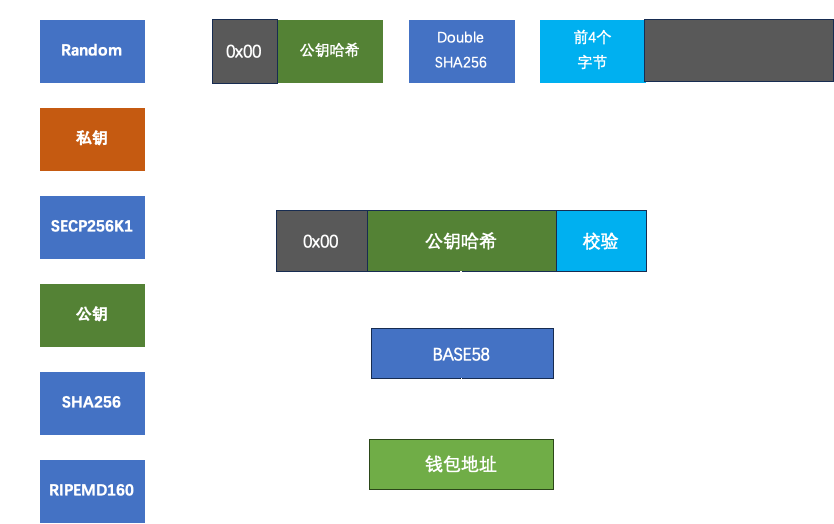 Random
私钥
SECP256K1
公钥
SHA256
RIPEMD160
0x00
公钥哈希
Double
SHA256
前4个
字节
0x00
公钥哈希
校验
BASE58
钱包地址